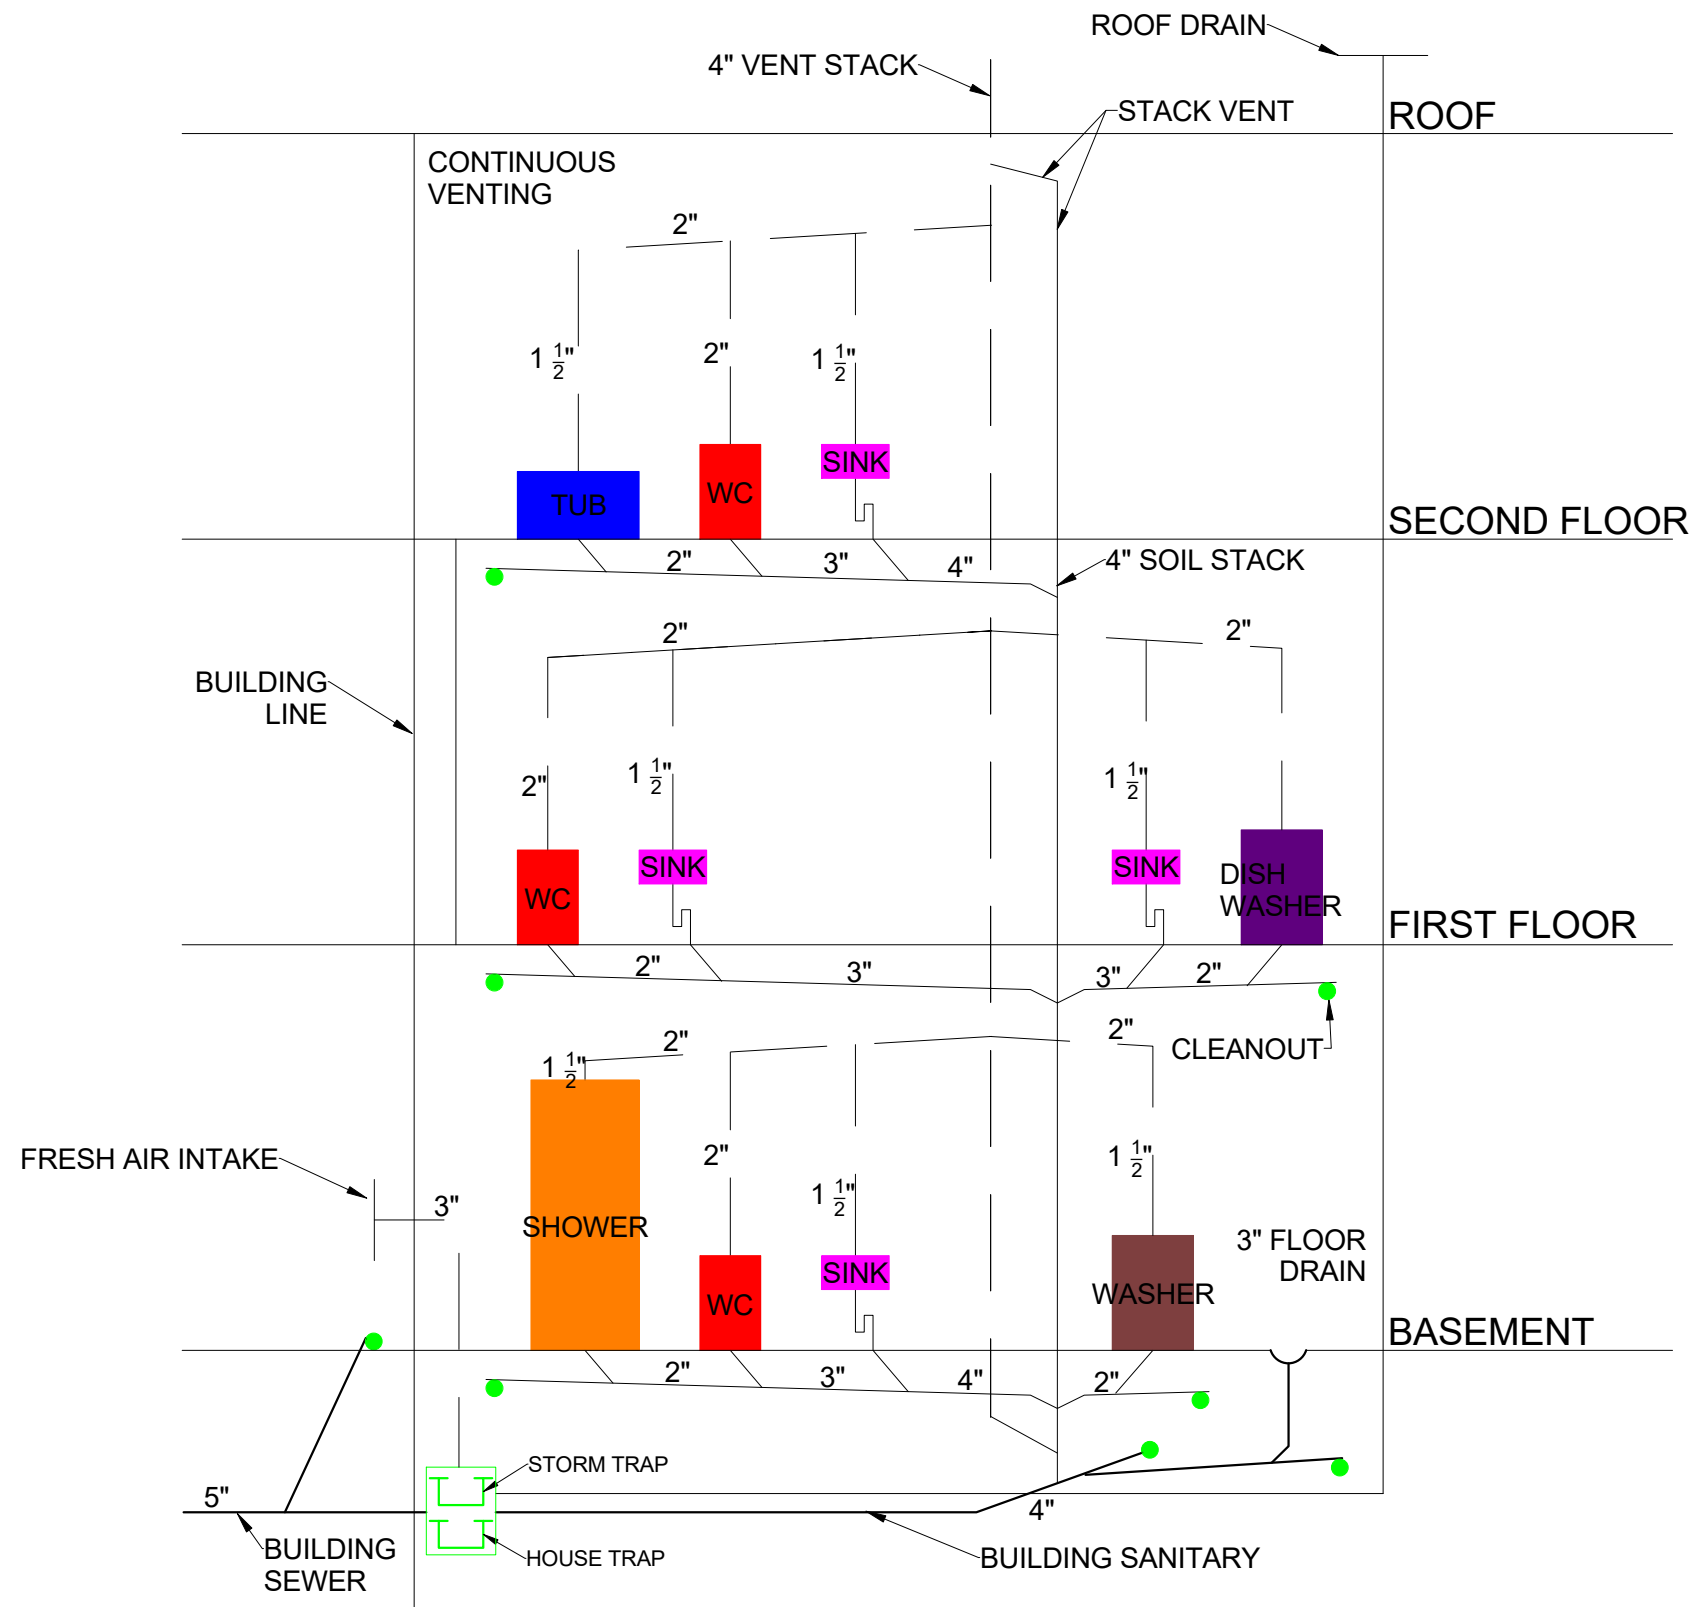 ROOF DRAIN
4" VENT STACK
STACK VENT
ROOF
CONTINUOUS
VENTING
2"
1 1/2"
2"
1 1/2"
SINK
WC
TUB
SECOND FLOOR
2"
3"
4"
4" SOIL STACK
2"
2"
BUILDING
LINE
2"
1 1/2"
1 1/2"
SINK
SINK
WC
DISH
WASHER
FIRST FLOOR
2"
3"
3"
2"
2"
2"
CLEANOUT
1 1/2"
FRESH AIR INTAKE
2"
1 1/2"
1 1/2"
3"
SHOWER
3" FLOOR
DRAIN
SINK
WC
WASHER
BASEMENT
2"
3"
4"
2"
STORM TRAP
5"
4"
BUILDING
SEWER
HOUSE TRAP
BUILDING SANITARY